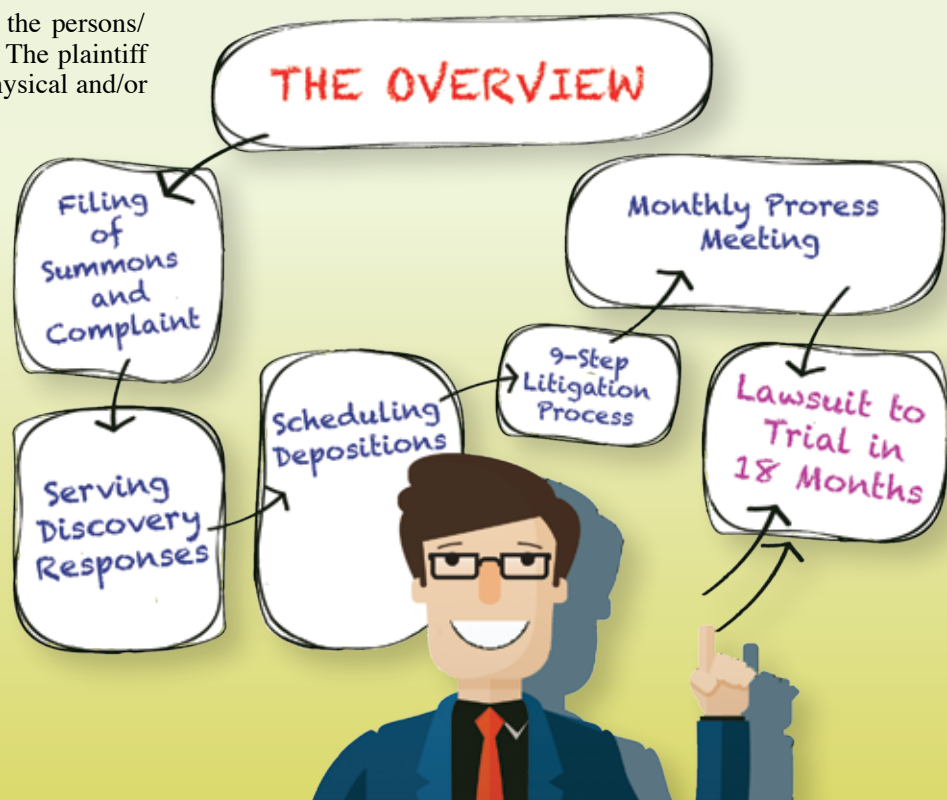 the persons/
The plaintiff
ysical and/or
THE OVERVIEW
Filing
of
Summons
and
Complaint
Serving
Discovery
Responses
Scheduling
Depositions
9-Step
Litigation
Process
Monthly Proress
Meeting
Lawsuit to
Trial in
18 Months